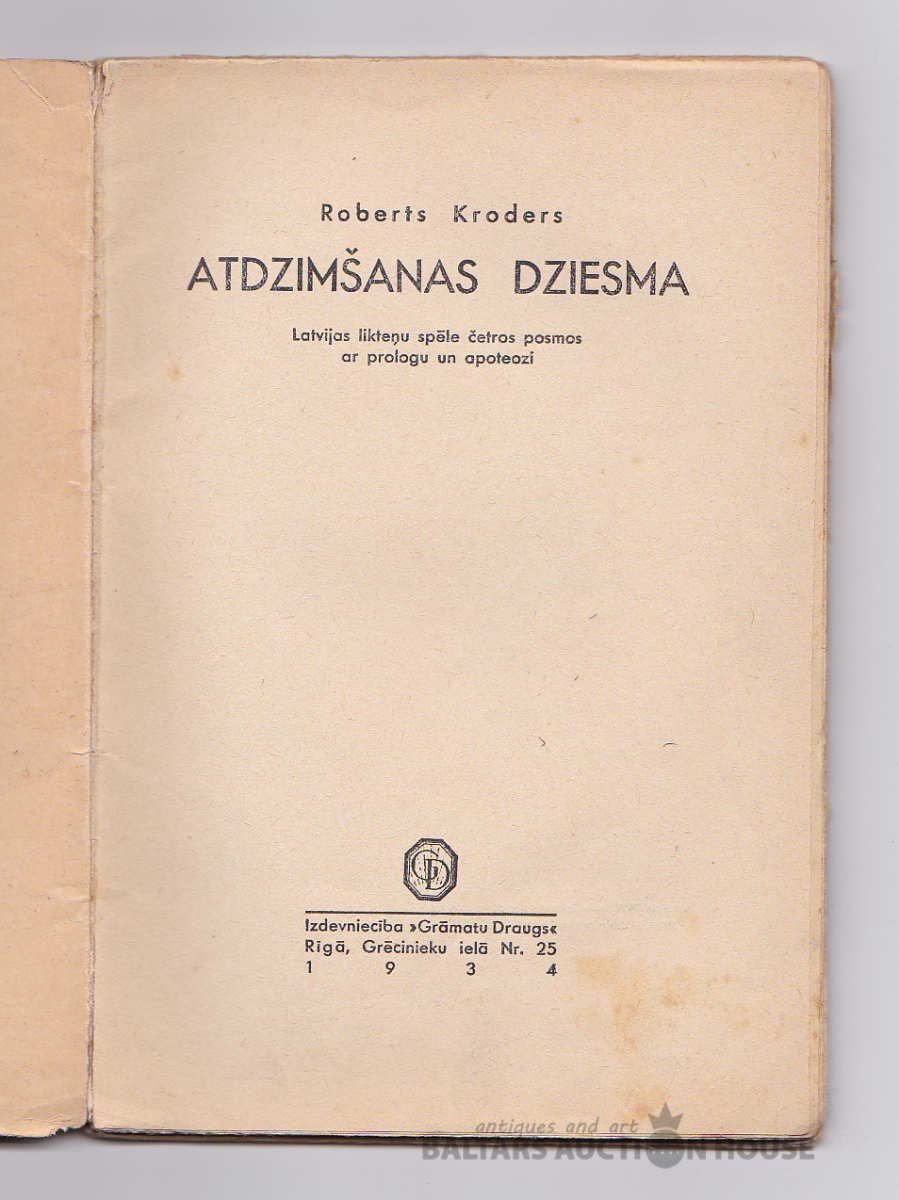 Roberts Kroders
ATDZIMŠANAS DZIESMA
Latvijas likteņu spēle četros posmos
ar prologu un apoteozi
GD
Izdevniecība »Grāmatu Draugs«
Rīgā, Grēcinieku ielā Nr. 25
1 9 3 4
antiques and art
BALTARS AUCTION HOUSE